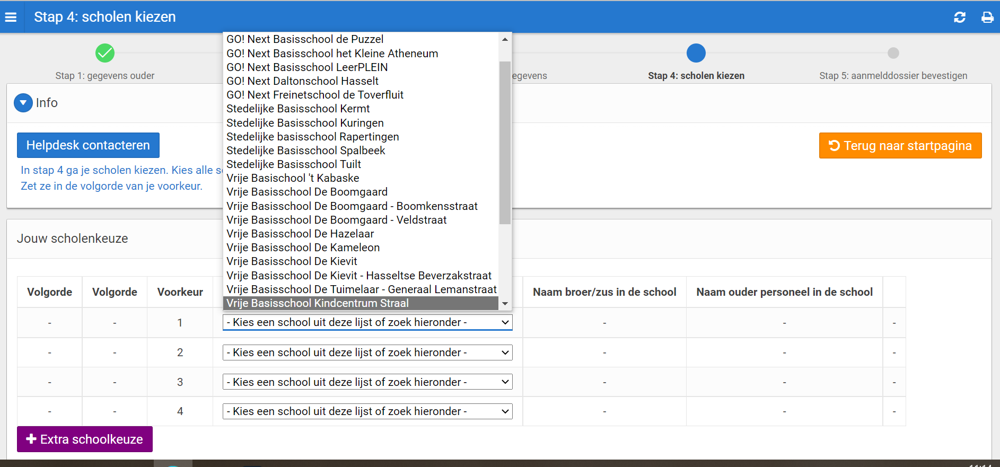 Stap 4: scholen kiezen
GO! Next Basisschool de Puzzel
GO! Next Basisschool het Kleine Atheneum
GO! Next Basisschool LeerPLEIN
GO! Next Daltonschool Hasselt
GO! Next Freinetschool de Toverfluit
Stedelijke Basisschool Kermt
Stedelijke Basisschool Kuringen
Stedelijke basisschool Rapertingen
Stedelijke Basisschool Spalbeek
Stedelijke Basisschool Tuilt
Vrije Basischool 't Kabaske
Vrije Basisschool De Boomgaard
Vrije Basisschool De Boomgaard - Boomkensstraat
Vrije Basisschool De Boomgaard - Veldstraat
Vrije Basisschool De Hazelaar
Vrije Basisschool De Kameleon
Vrije Basisschool De Kievit
Vrije Basisschool De Kievit - Hasseltse Beverzakstraat
Vrije Basisschool De Tuimelaar - Generaal Lemanstraat
Vrije Basisschool Kindcentrum Straal
Stap 1: gegevens ouder
egevens
Stap 4: scholen kiezen
Stap 5: aanmelddossier bevestigen
Info
Helpdesk contacteren
Terug naar startpagina
In stap 4 ga je scholen kiezen. Kies alle
Zet ze in de volgorde van je voorkeur.
Jouw scholenkeuze
Volgorde Volgorde Voorkeur Naam broer/zus in de school Naam ouder personeel in de school
- - 1 - Kies een school uit deze lijst of zoek hieronder - - - -
- - 2 - Kies een school uit deze lijst of zoek hieronder - - - -
- - 3 - Kies een school uit deze lijst of zoek hieronder - - - -
- - 4 - Kies een school uit deze lijst of zoek hieronder - - - -
Extra schoolkeuze